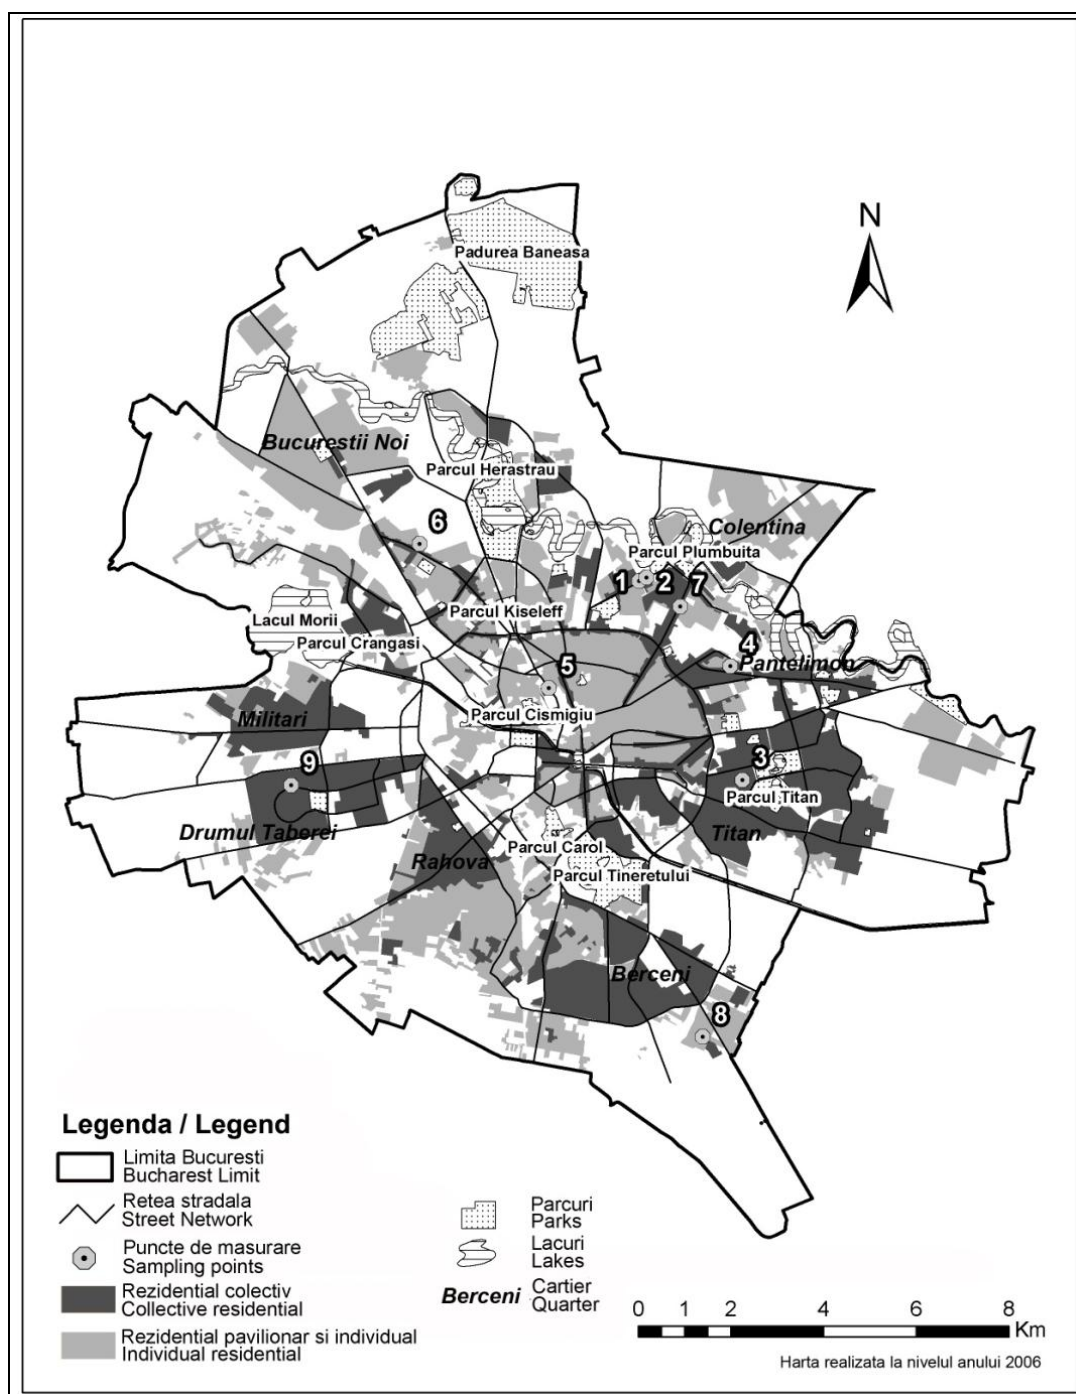 N
Padurea Baneasa
Bucurestii Noi
Parcul Herastrau
6
Colentina
Parcul Plumbuita
1
2
7
Parcul Kiseleff
Lacul Morii
Parcul Crangasi
4
Pantelimon
5
Parcul Cismigiu
Militari
9
3
Parcul Titan
Drumul Taberei
Titan
Rahova
Parcul Carol
Parcul Tineretului
Berceni
8
Legenda / Legend
Limita Bucuresti
Bucharest Limit
Retea stradala
Street Network
Puncte de masurare
Sampling points
Rezidential colectiv
Collective residential
Rezidential pavilionar si individual
Individual residential
Parcuri
Parks
Lacuri
Lakes
Berceni
Cartier
Quarter
0 1 2 4 6 8
Km
Harta realizata la nivelul anului 2006